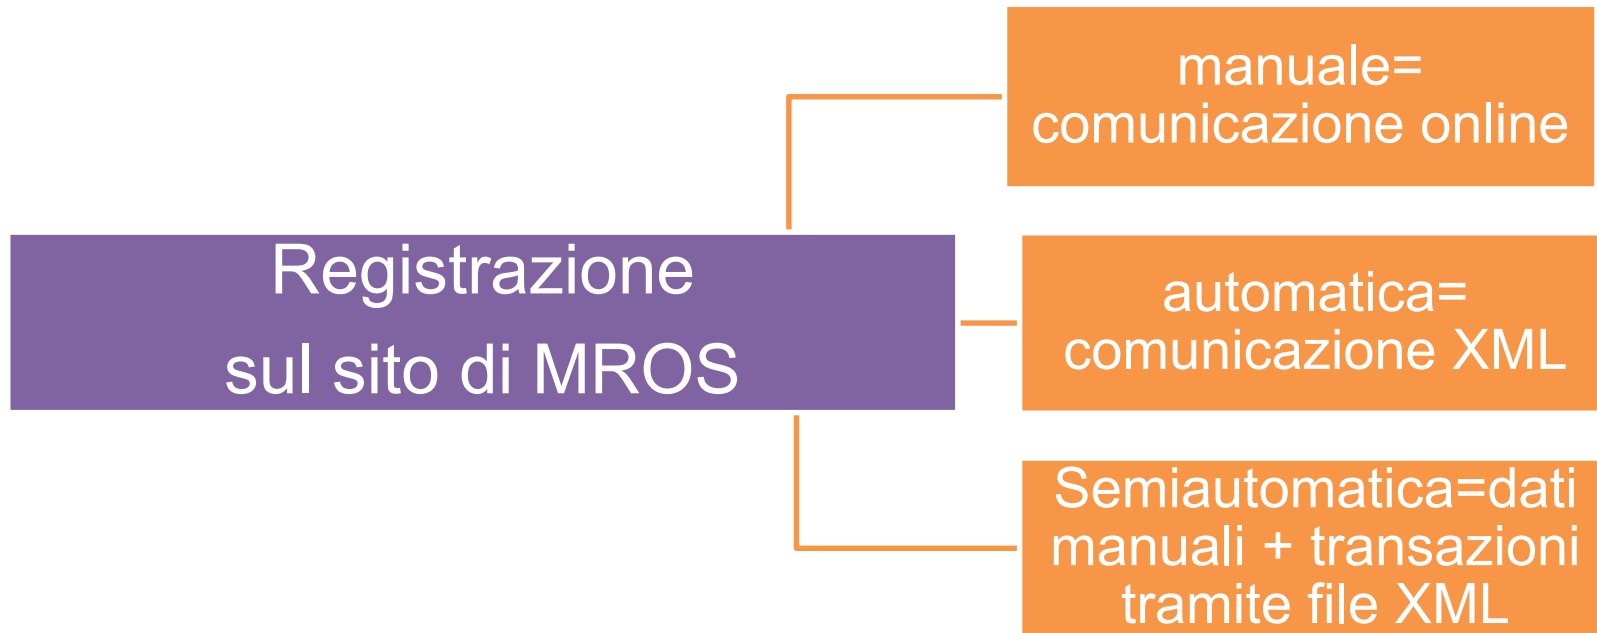 manuale=
comunicazione online
Registrazione
sul sito di MROS
automatica=
comunicazione XML
Semiautomatica=dati
manuali + transazioni
tramite file XML